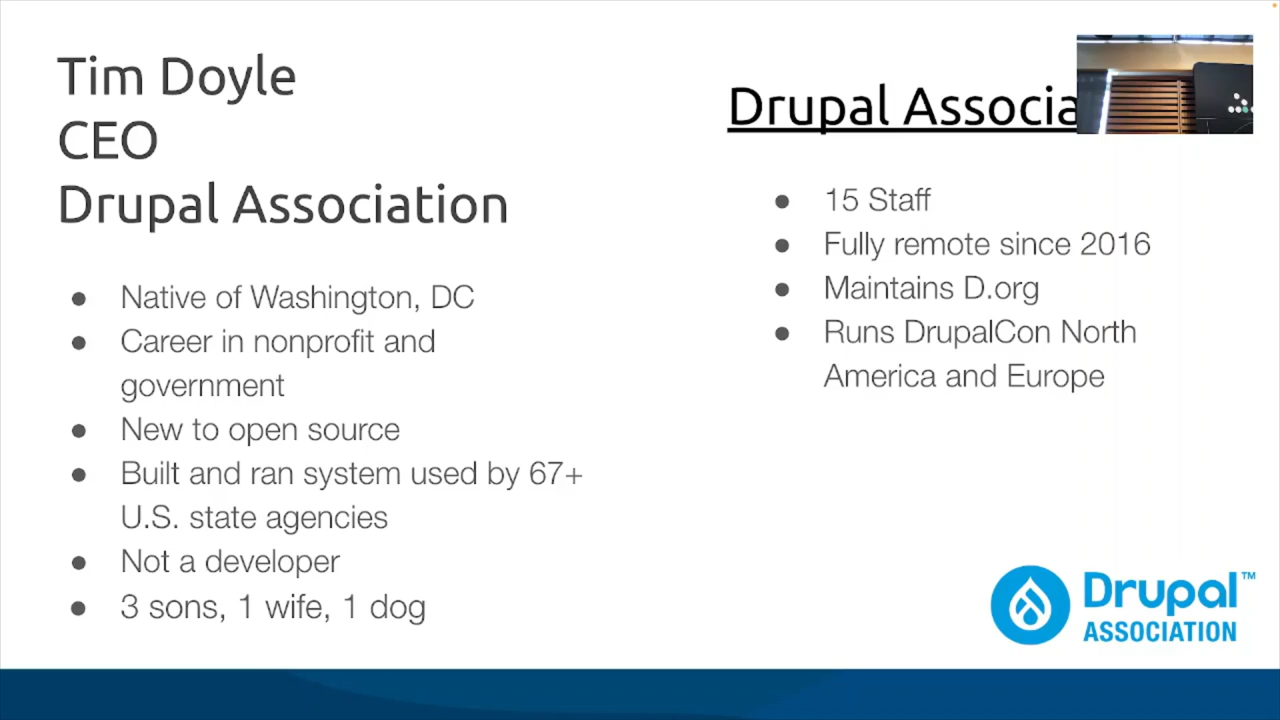 Tim Doyle
CEO
Drupal Association
● Native of Washington, DC
● Career in nonprofit and
government
● New to open source
● Built and ran system used by 67+
U.S. state agencies
● Not a developer
● 3 sons, 1 wife, 1 dog
Drupal Associa
● 15 Staff
● Fully remote since 2016
● Maintains D.org
● Runs DrupalCon North
America and Europe
Drupal™
ASSOCIATION